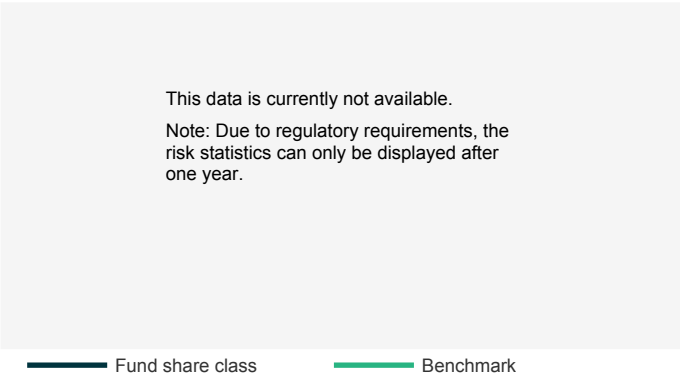 This data is currently not available.
Note: Due to regulatory requirements, the
risk statistics can only be displayed after
one year.
Fund share class
Benchmark